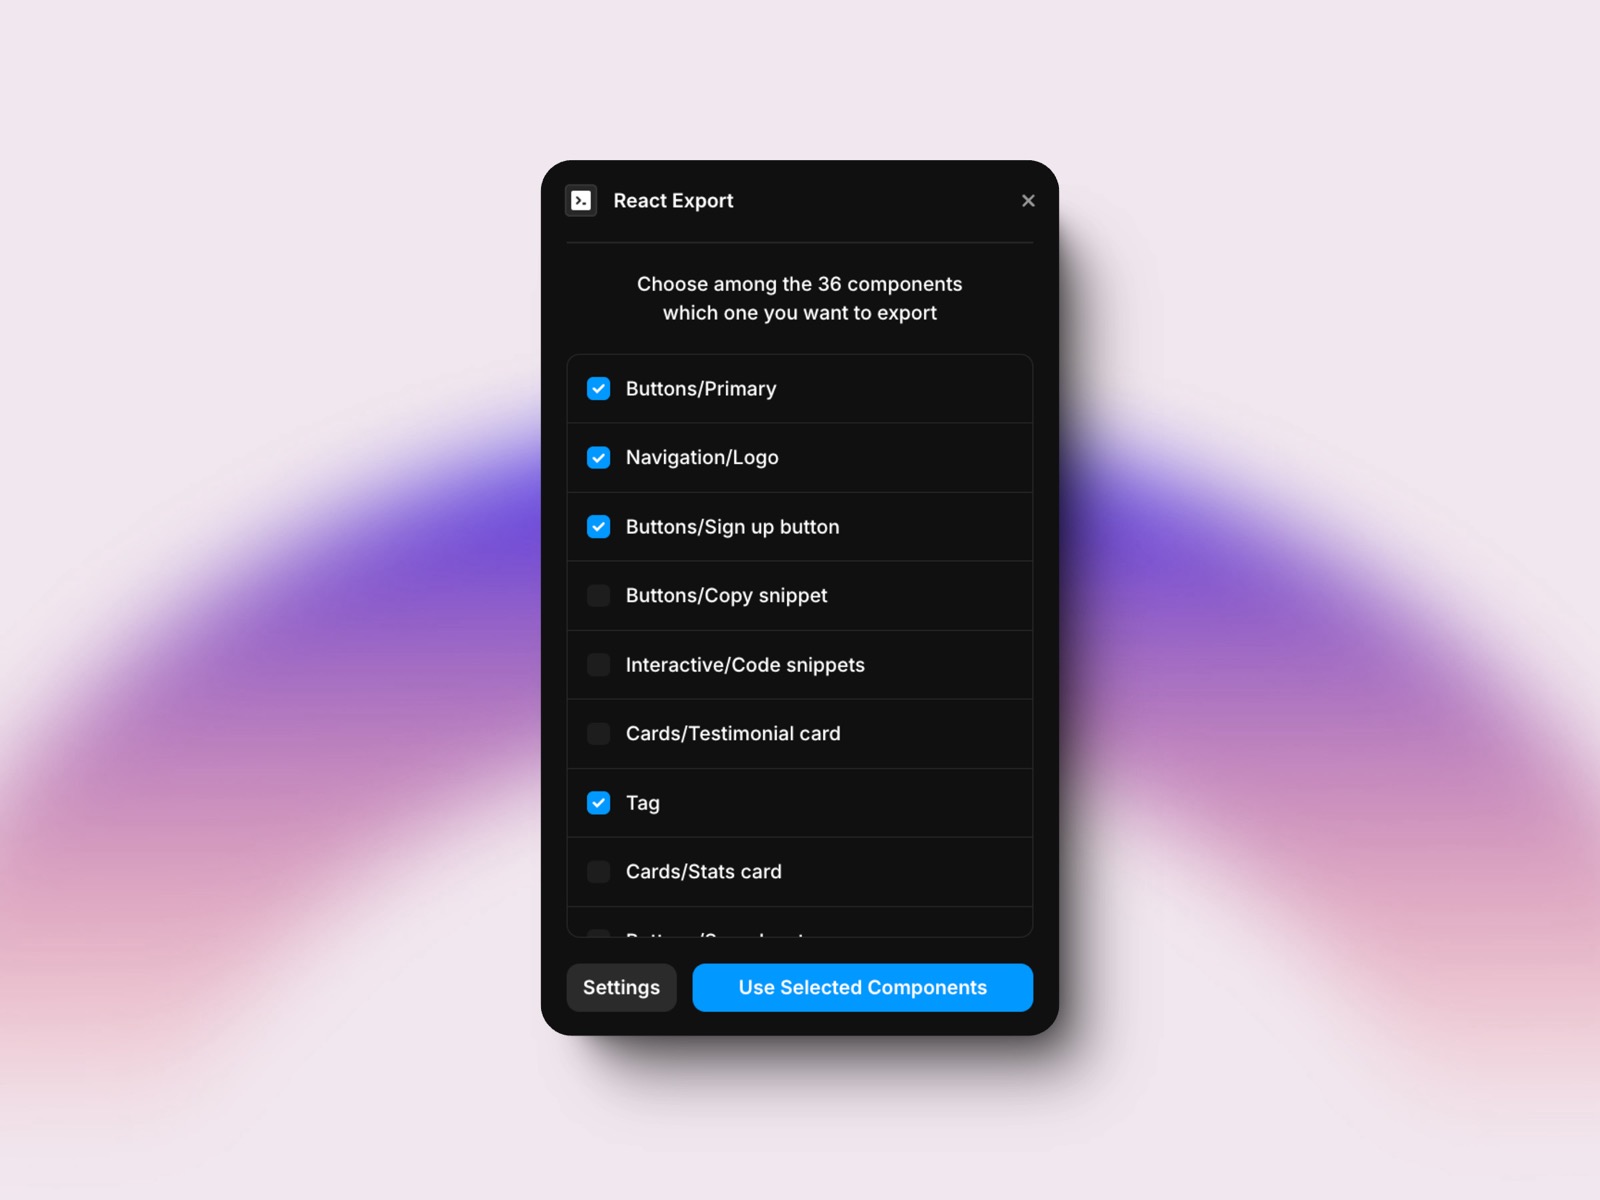 React Export
Choose among the 36 components
which one you want to export
Buttons/Primary
Navigation/Logo
Buttons/Sign up button
Buttons/Copy snippet
Interactive/Code snippets
Cards/Testimonial card
Tag
Cards/Stats card
Settings
Use Selected Components